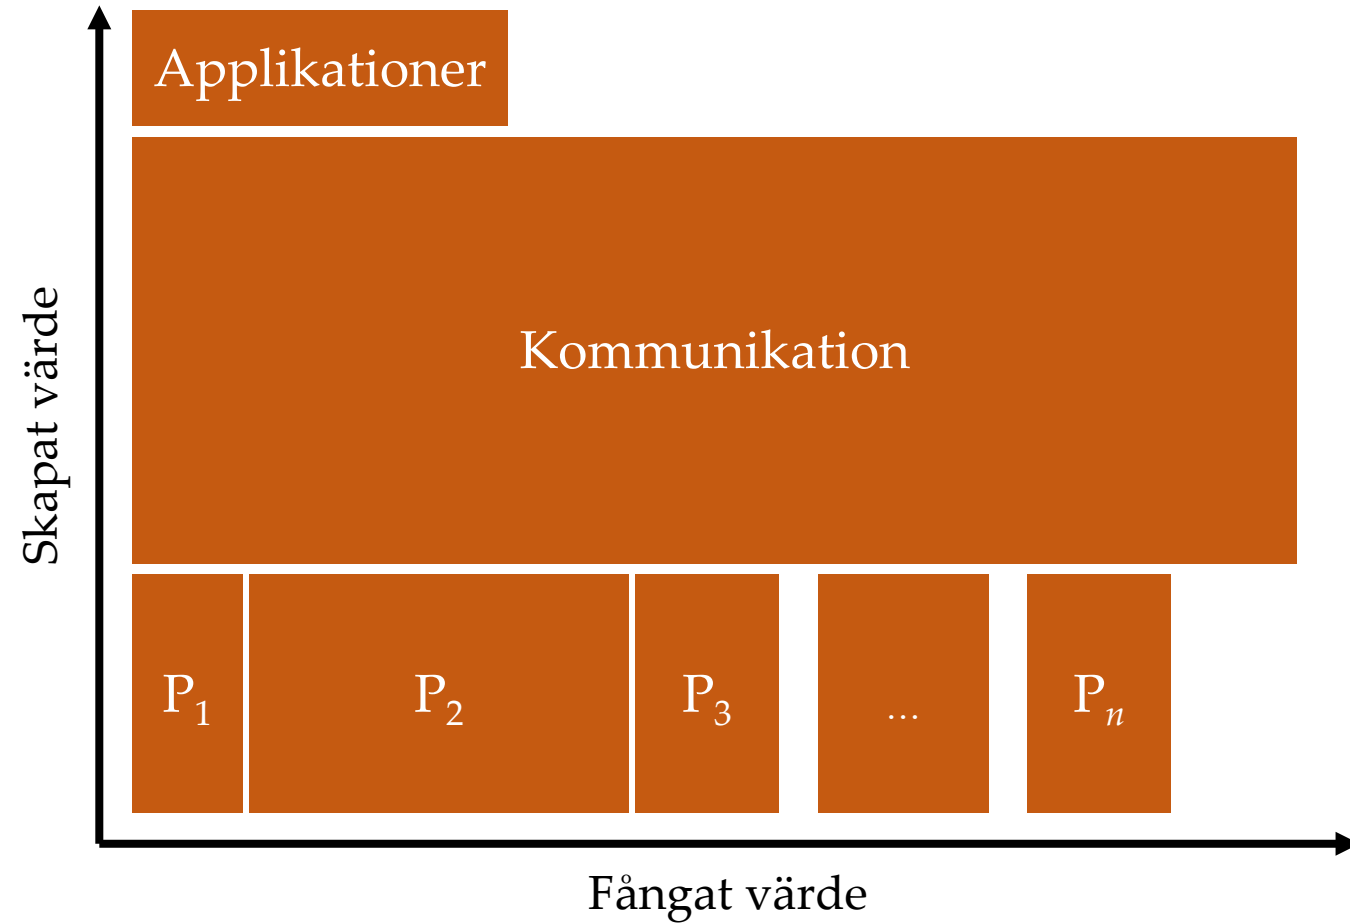 Applikationer
Skapat värde
Kommunikation
P₁ P₂ P₃ ... Pₙ
Fångat värde